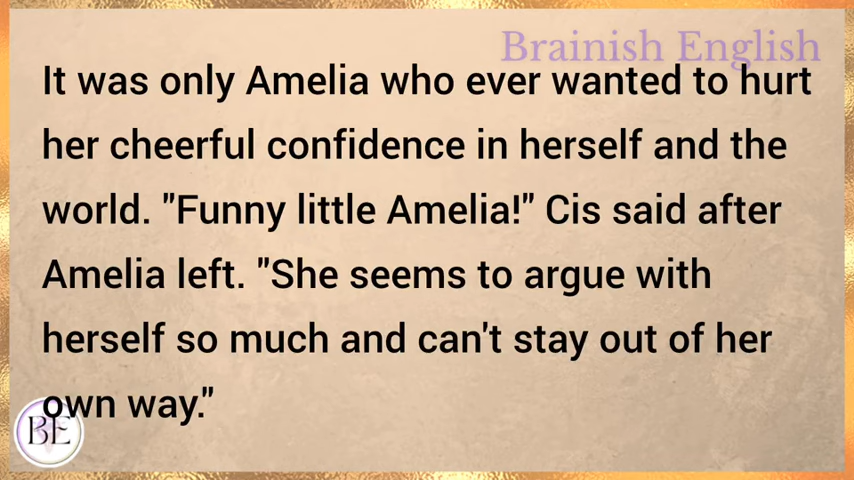 Brainish English
It was only Amelia who ever wanted to hurt
her cheerful confidence in herself and the
world. "Funny little Amelia!" Cis said after
Amelia left. "She seems to argue with
herself so much and can't stay out of her
own way."
BE